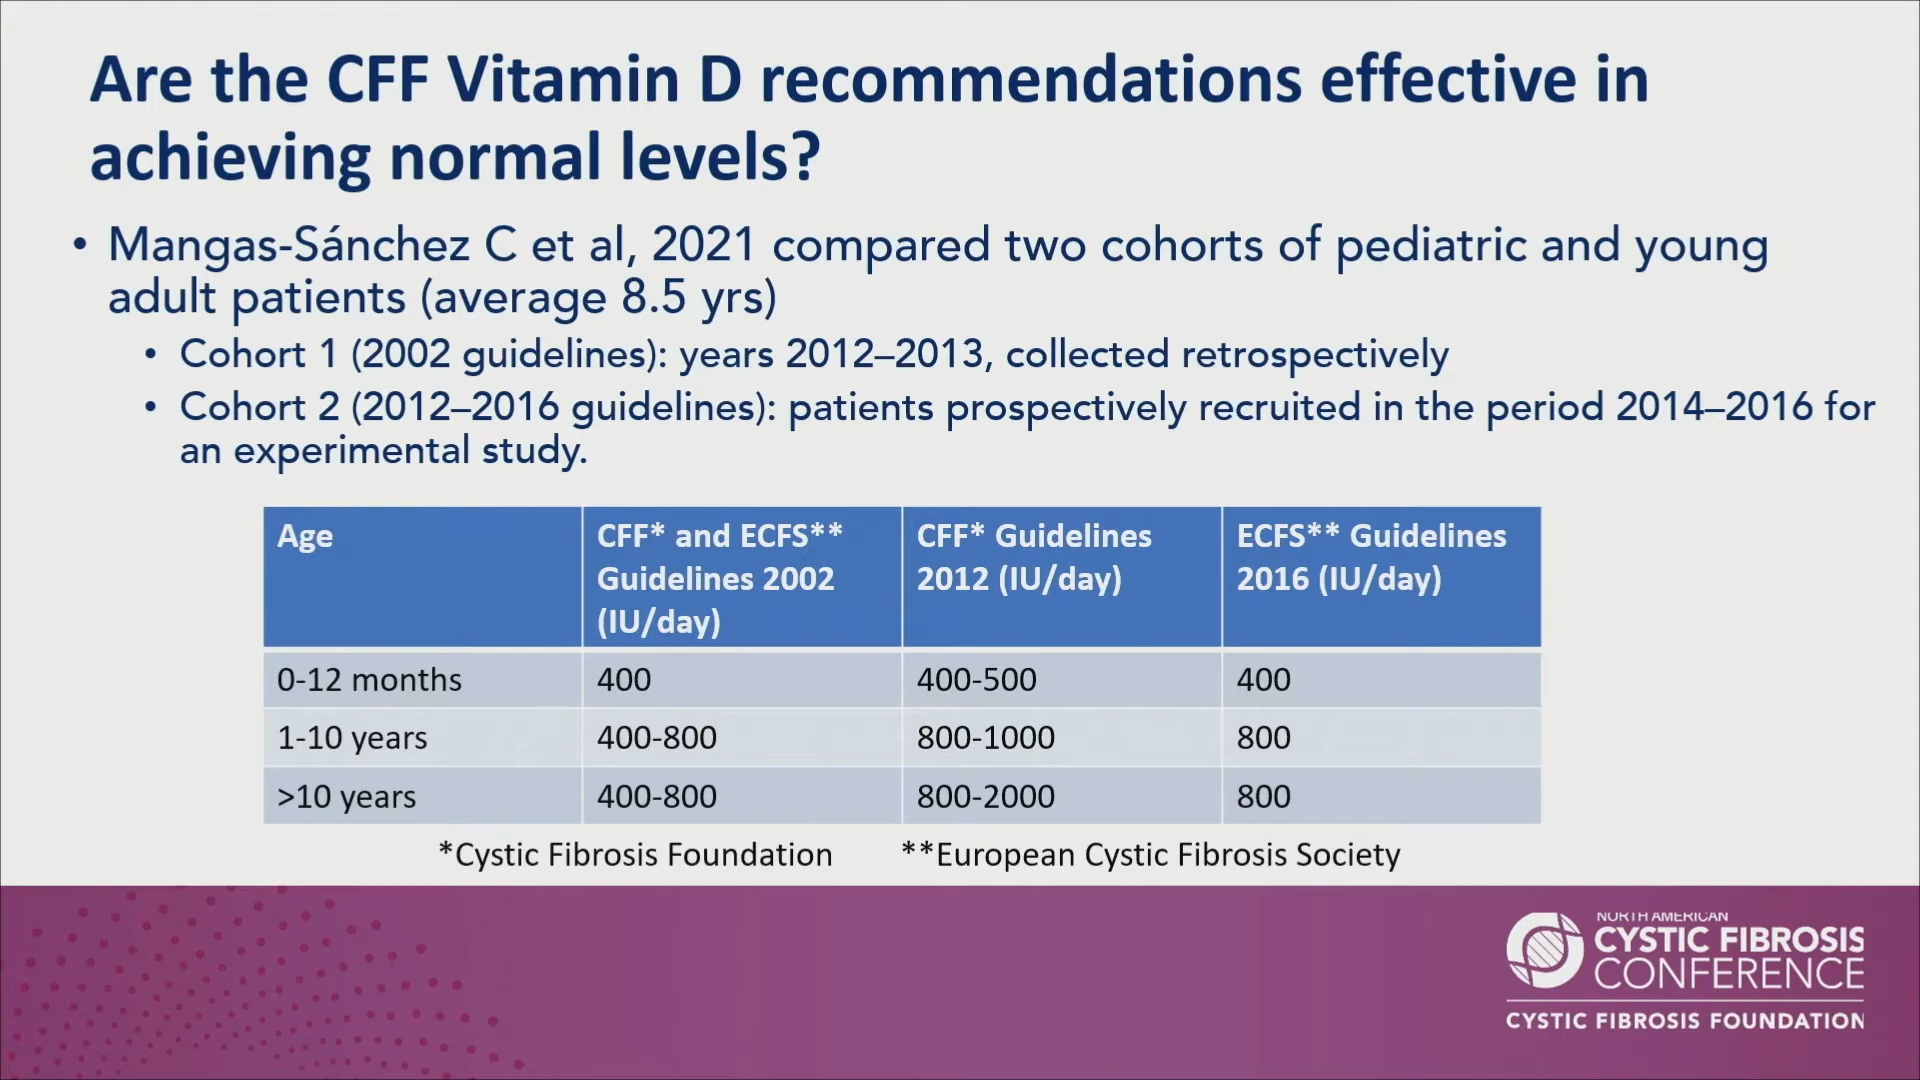 Are the CFF Vitamin D recommendations effective in
achieving normal levels?
• Mangas-Sánchez C et al, 2021 compared two cohorts of pediatric and young
adult patients (average 8.5 yrs)
• Cohort 1 (2002 guidelines): years 2012–2013, collected retrospectively
• Cohort 2 (2012–2016 guidelines): patients prospectively recruited in the period 2014–2016 for
an experimental study.
Age
CFF* and ECFS**
Guidelines 2002
(IU/day)
CFF* Guidelines
2012 (IU/day)
ECFS** Guidelines
2016 (IU/day)
0-12 months 400 400-500 400
1-10 years 400-800 800-1000 800
>10 years 400-800 800-2000 800
*Cystic Fibrosis Foundation **European Cystic Fibrosis Society
NORTH AMERICAN
CYSTIC FIBROSIS
CONFERENCE
CYSTIC FIBROSIS FOUNDATION